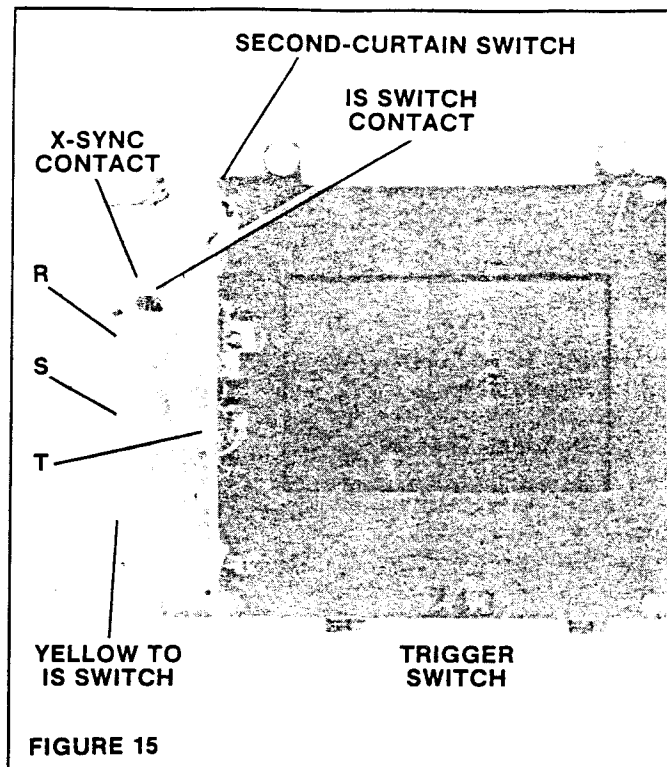 SECOND-CURTAIN SWITCH
IS SWITCH
CONTACT
X-SYNC
CONTACT
R
S
T
YELLOW TO
IS SWITCH
TRIGGER
SWITCH
FIGURE 15